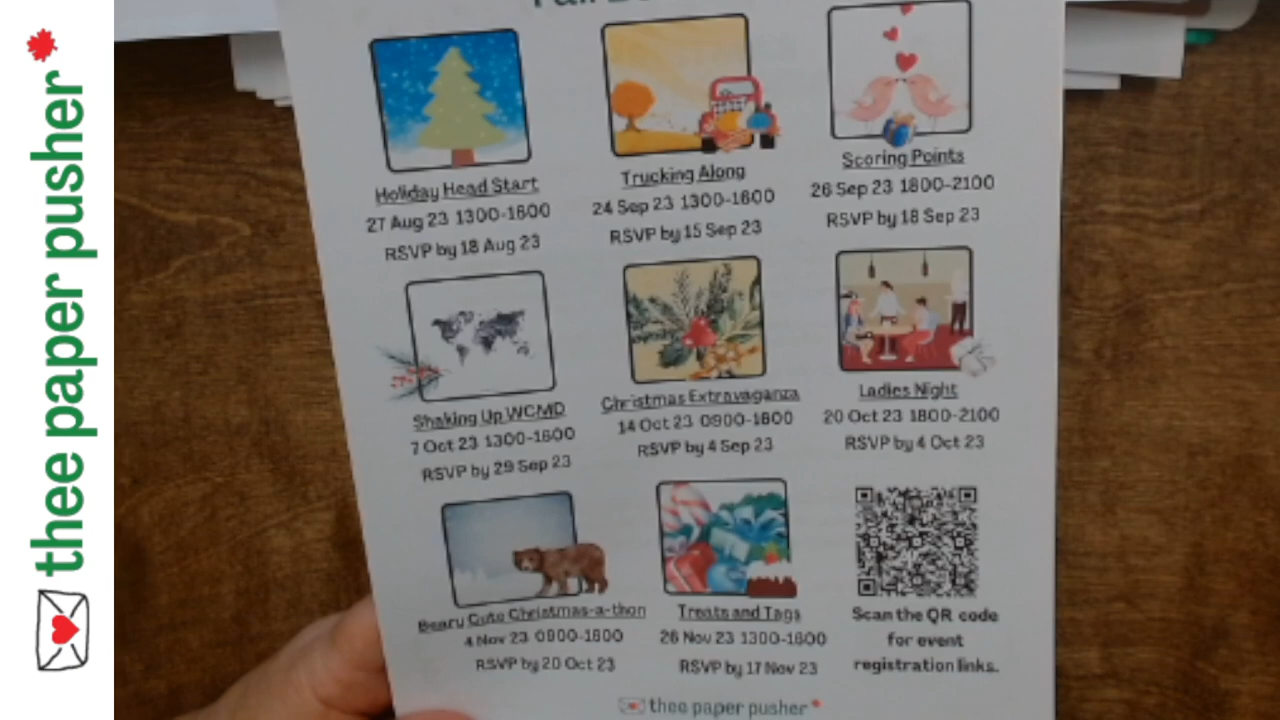 thee paper pusher
Holiday Head Start
27 Aug 23 1300-1600
RSVP by 18 Aug 23
Trucking Along
24 Sep 23 1300-1600
RSVP by 15 Sep 23
Scoring Points
26 Sep 23 1800-2100
RSVP by 18 Sep 23
Shaking Up WCMD
7 Oct 23 1300-1600
RSVP by 29 Sep 23
Christmas Extravaganza
14 Oct 23 0900-1800
RSVP by 4 Sep 23
Ladies Night
20 Oct 23 1800-2100
RSVP by 4 Oct 23
Beary Cute Christmas-a-thon
4 Nov 23 0900-1800
RSVP by 20 Oct 23
Treats and Tags
26 Nov 23 1300-1600
RSVP by 17 Nov 23
Scan the QR code
for event
registration links.
thee paper pusher